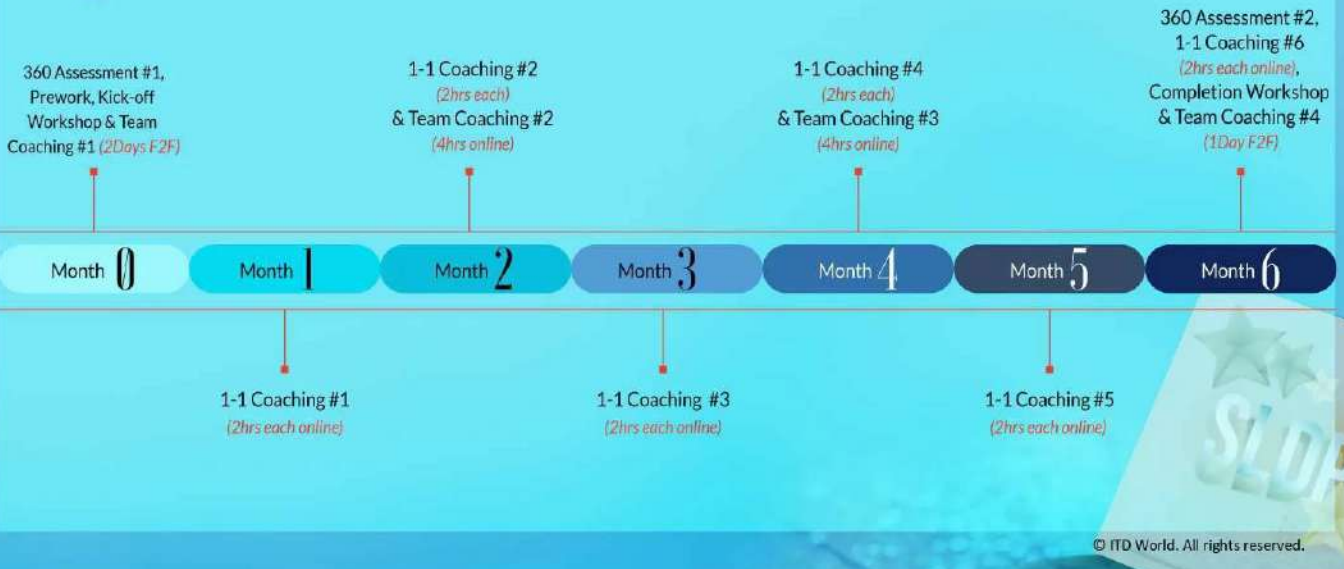 360 Assessment #1,
Prework, Kick-off
Workshop & Team
Coaching #1 (2Days F2F)
1-1 Coaching #2
(2hrs each)
& Team Coaching #2
(4hrs online)
1-1 Coaching #4
(2hrs each)
& Team Coaching #3
(4hrs online)
360 Assessment #2,
1-1 Coaching #6
(2hrs each online),
Completion Workshop
& Team Coaching #4
(1Day F2F)
Month 0
Month 1
Month 2
Month 3
Month 4
Month 5
Month 6
1-1 Coaching #1
(2hrs each online)
1-1 Coaching #3
(2hrs each online)
1-1 Coaching #5
(2hrs each online)
© ITD World. All rights reserved.